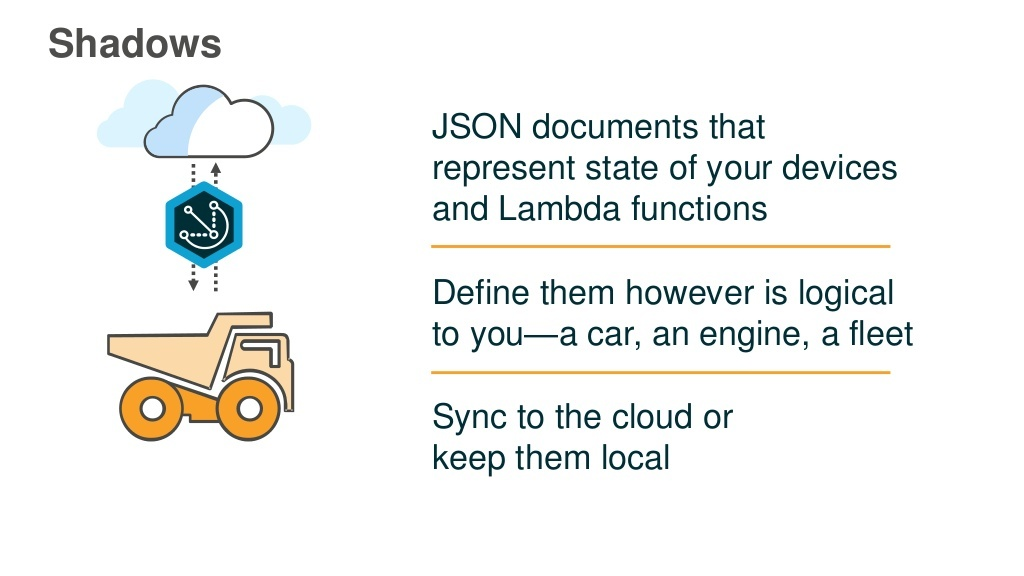 Shadows
JSON documents that
represent state of your devices
and Lambda functions
Define them however is logical
to you—a car, an engine, a fleet
Sync to the cloud or
keep them local